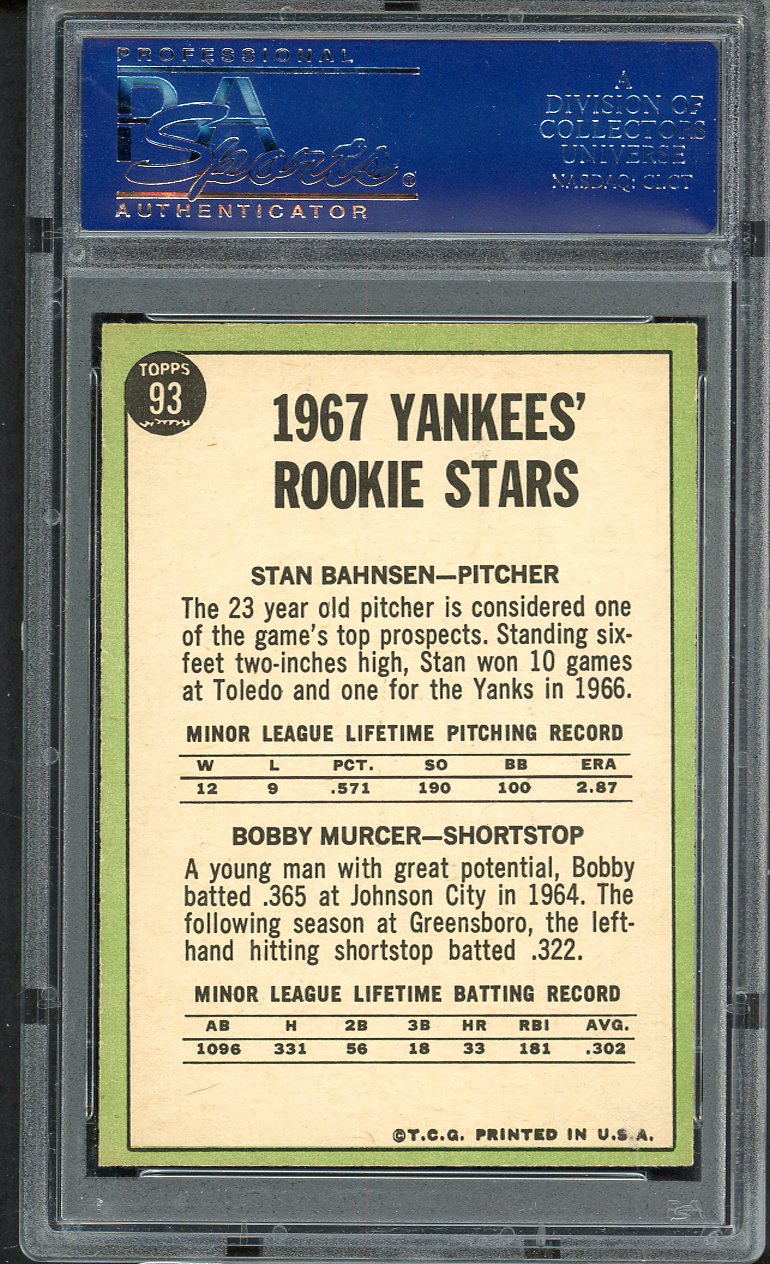 PROFESSIONAL
PSA
Sports
AUTHENTICATOR
A
DIVISION OF
COLLECTORS
UNIVERSE
NASDAQ: CLCT
TOPPS
93
1967 YANKEES'
ROOKIE STARS
STAN BAHNSEN—PITCHER
The 23 year old pitcher is considered one
of the game's top prospects. Standing six-
feet two-inches high, Stan won 10 games
at Toledo and one for the Yanks in 1966.
MINOR LEAGUE LIFETIME PITCHING RECORD
W L PCT. SO BB ERA
12 9 .571 190 100 2.87
BOBBY MURCER—SHORTSTOP
A young man with great potential, Bobby
batted .365 at Johnson City in 1964. The
following season at Greensboro, the left-
hand hitting shortstop batted .322.
MINOR LEAGUE LIFETIME BATTING RECORD
AB H 2B 3B HR RBI AVG.
1096 331 56 18 33 181 .302
©T.C.G. PRINTED IN U.S.A.
PSA